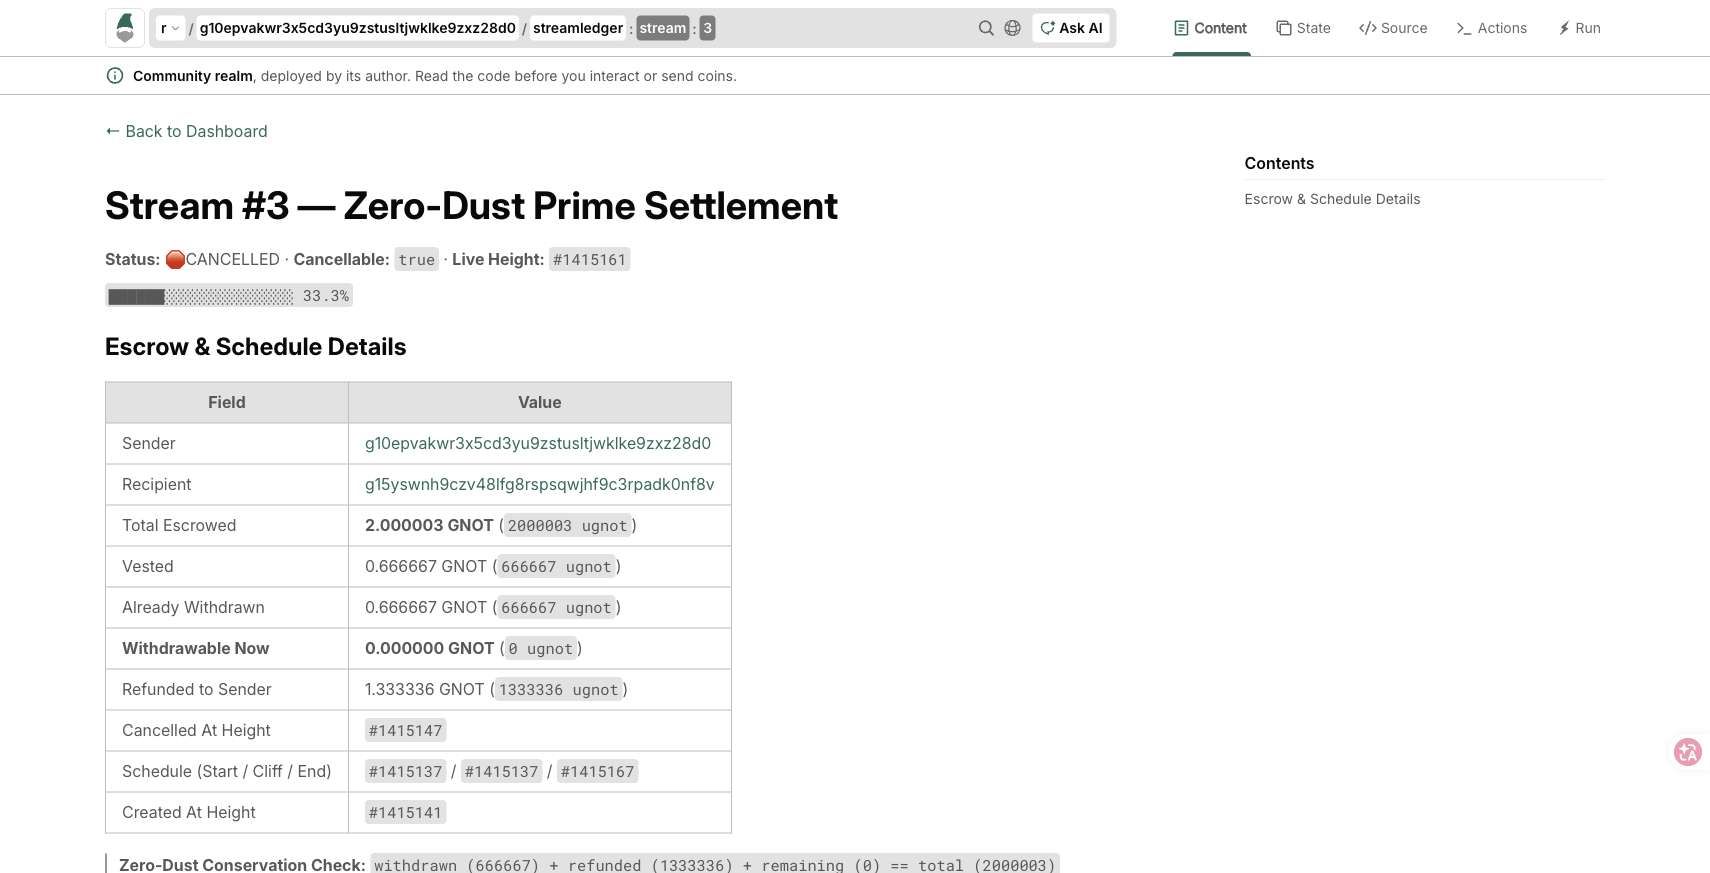 r / g10epvakwr3x5cd3yu9zstusltjwklke9zxz28d0 / streamledger : stream : 3
Ask AI
Content
State
Source
Actions
Run
Community realm, deployed by its author. Read the code before you interact or send coins.
← Back to Dashboard
Contents
Escrow & Schedule Details
Stream #3 — Zero-Dust Prime Settlement
Status: 🛑CANCELLED · Cancellable: true · Live Height: #1415161
33.3%
Escrow & Schedule Details
Field Value
Sender g10epvakwr3x5cd3yu9zstusltjwklke9zxz28d0
Recipient g15yswnh9czv48lfg8rspsqwjhf9c3rpadk0nf8v
Total Escrowed 2.000003 GNOT (2000003 ugnot)
Vested 0.666667 GNOT (666667 ugnot)
Already Withdrawn 0.666667 GNOT (666667 ugnot)
Withdrawable Now 0.000000 GNOT (0 ugnot)
Refunded to Sender 1.333336 GNOT (1333336 ugnot)
Cancelled At Height #1415147
Schedule (Start / Cliff / End) #1415137 / #1415137 / #1415167
Created At Height #1415141
Zero-Dust Conservation Check: withdrawn (666667) + refunded (1333336) + remaining (0) == total (2000003)